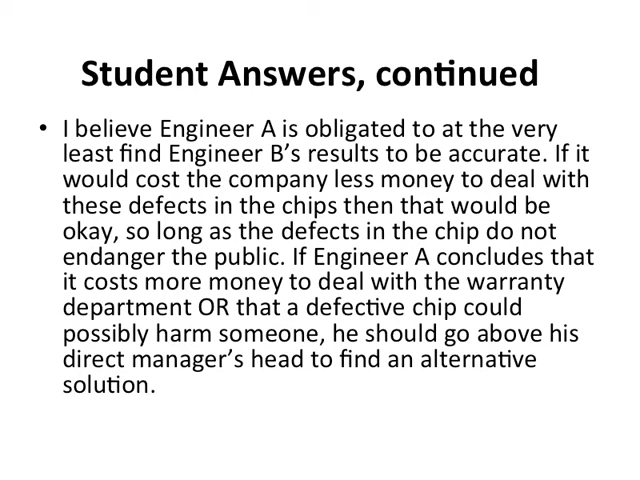 Student Answers, continued
• I believe Engineer A is obligated to at the very
least find Engineer B's results to be accurate. If it
would cost the company less money to deal with
these defects in the chips then that would be
okay, so long as the defects in the chip do not
endanger the public. If Engineer A concludes that
it costs more money to deal with the warranty
department OR that a defective chip could
possibly harm someone, he should go above his
direct manager's head to find an alternative
solution.